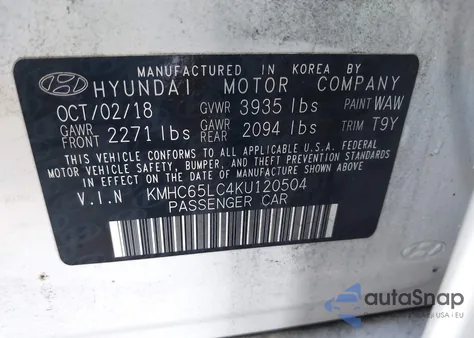 MANUFACTURED IN KOREA BY
HYUNDAI MOTOR COMPANY
OCT/02/18 GVWR 3935 lbs PAINT WAW
GAWR FRONT 2271 lbs GAWR REAR 2094 lbs TRIM T9Y
THIS VEHICLE CONFORMS TO ALL APPLICABLE U.S.A. FEDERAL
MOTOR VEHICLE SAFETY, BUMPER, AND THEFT PREVENTION STANDARDS
IN EFFECT ON THE DATE OF MANUFACTURE SHOWN ABOVE.
V.I.N KMHC65LC4KU120504
PASSENGER CAR
autoSnap
USA • EU